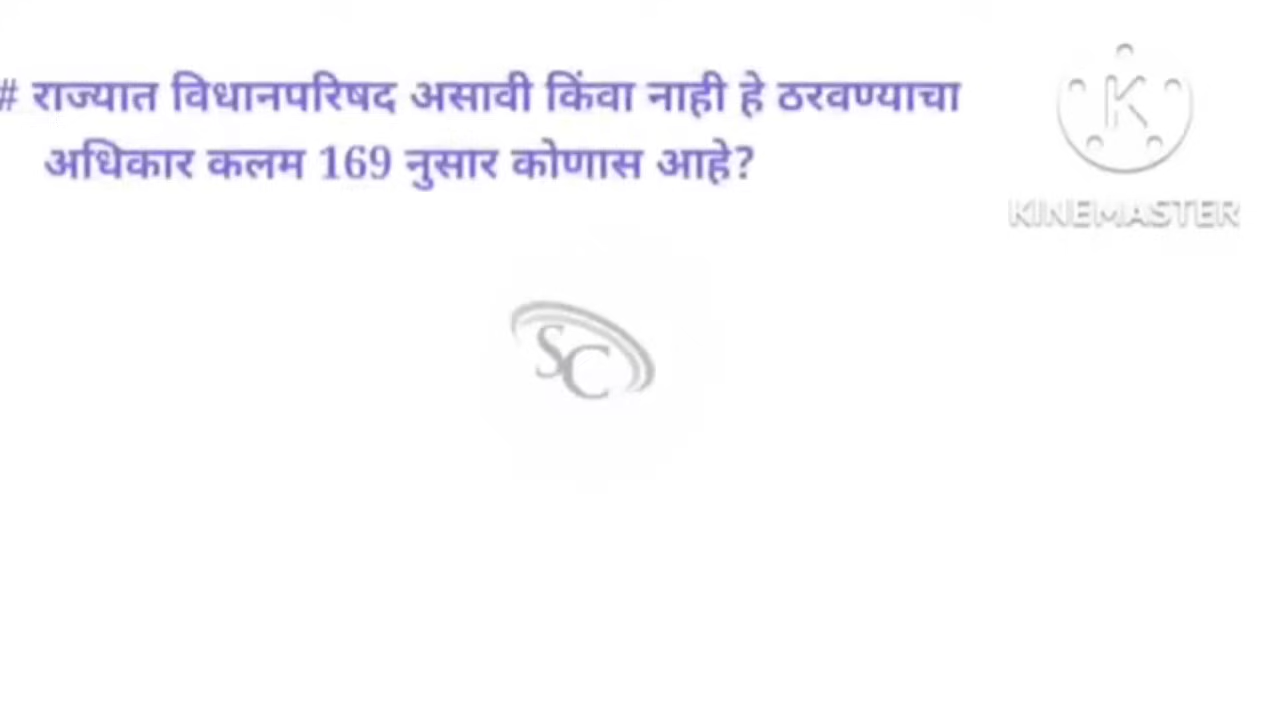 # राज्यात विधानपरिषद असावी किंवा नाही हे ठरवण्याचा
अधिकार कलम 169 नुसार कोणास आहे?
K
KINEMASTER
SC